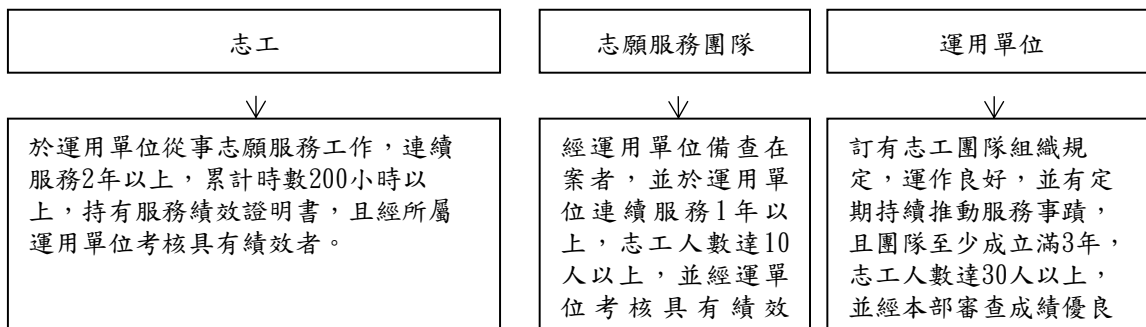 志工
志願服務團隊
運用單位
於運用單位從事志願服務工作，連續
服務2年以上，累計時數200小時以
上，持有服務績效證明書，且經所屬
運用單位考核具有績效者。
經運用單位備查在
案者，並於運用單
位連續服務1年以
上，志工人數達10
人以上，並經運單
位考核具有績效
訂有志工團隊組織規
定，運作良好，並有定
期持續推動服務事蹟，
且團隊至少成立滿3年，
志工人數達30人以上，
並經本部審查成績優良